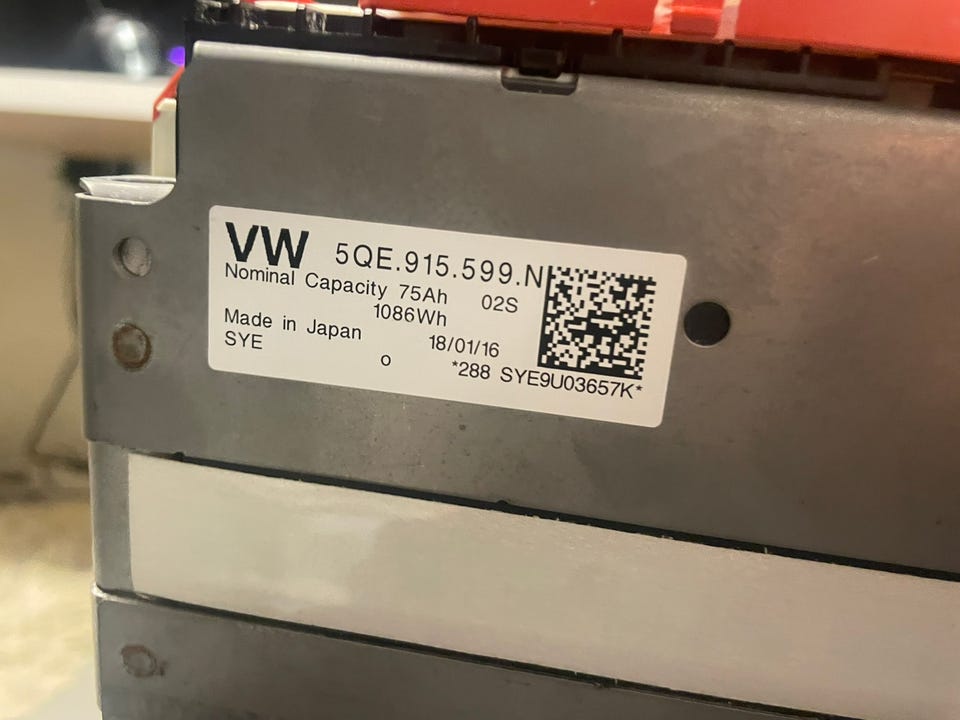 VW 5QE.915.599.N
Nominal Capacity 75Ah 02S
1086Wh
Made in Japan 18/01/16
SYE o *288 SYE9U03657K*